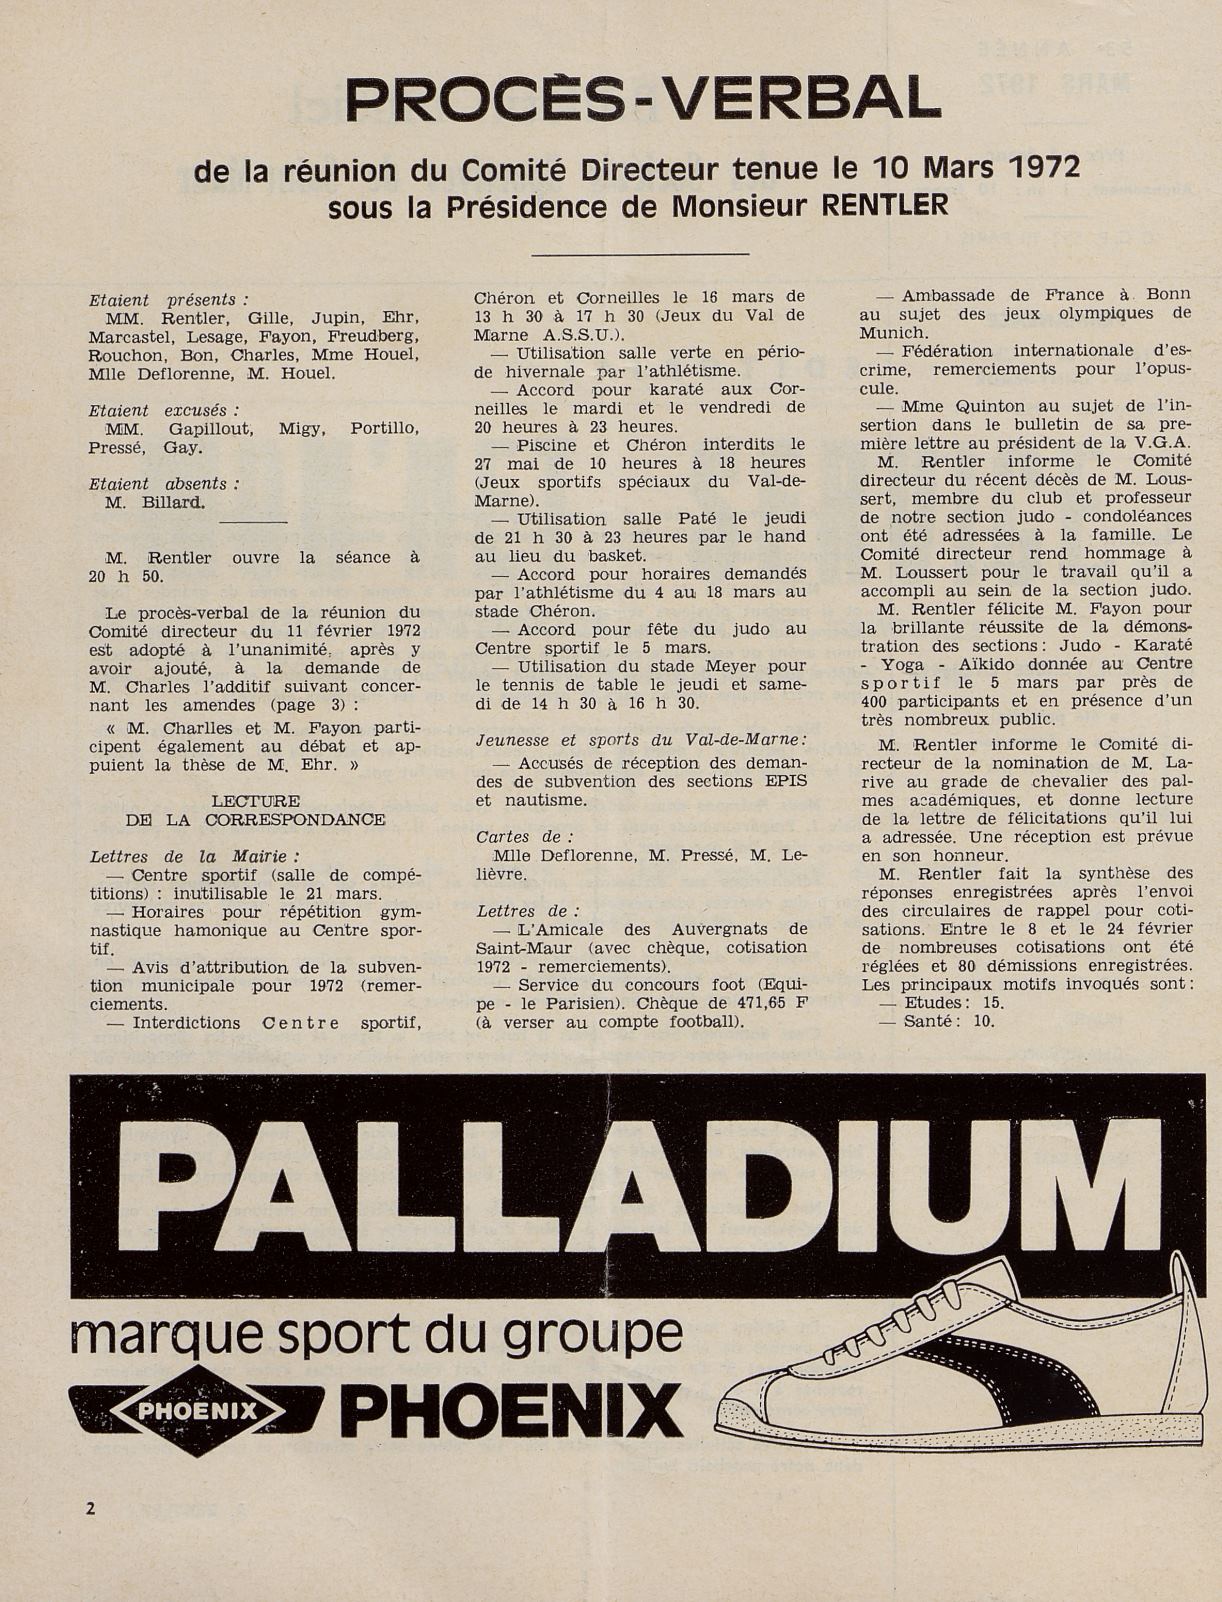 PROCÈS-VERBAL
de la réunion du Comité Directeur tenue le 10 Mars 1972
sous la Présidence de Monsieur RENTLER
Etaient présents :
MM. Rentler, Gille, Jupin, Ehr,
Marcastel, Lesage, Fayon, Freudberg,
Rouchon, Bon, Charles, Mme Houel,
Mlle Deflorenne, M. Houel.
Etaient excusés :
MM. Gapillout, Migy, Portillo,
Pressé, Gay.
Etaient absents :
M. Billard.
M. Rentler ouvre la séance à
20 h 50.
Le procès-verbal de la réunion du
Comité directeur du 11 février 1972
est adopté à l'unanimité, après y
avoir ajouté, à la demande de
M. Charles l'additif suivant concer-
nant les amendes (page 3) :
« M. Charlles et M. Fayon parti-
cipent également au débat et ap-
puient la thèse de M. Ehr. »
LECTURE
DE LA CORRESPONDANCE
Lettres de la Mairie :
— Centre sportif (salle de compé-
titions) : inutilisable le 21 mars.
— Horaires pour répétition gym-
nastique hamonique au Centre spor-
tif.
— Avis d'attribution de la subven-
tion municipale pour 1972 (remer-
ciements.
— Interdictions Centre sportif,
Chéron et Corneilles le 16 mars de
13 h 30 à 17 h 30 (Jeux du Val de
Marne A.S.S.U.).
— Utilisation salle verte en pério-
de hivernale par l'athlétisme.
— Accord pour karaté aux Cor-
neilles le mardi et le vendredi de
20 heures à 23 heures.
— Piscine et Chéron interdits le
27 mai de 10 heures à 18 heures
(Jeux sportifs spéciaux du Val-de-
Marne).
— Utilisation salle Paté le jeudi
de 21 h 30 à 23 heures par le hand
au lieu du basket.
— Accord pour horaires demandés
par l'athlétisme du 4 au 18 mars au
stade Chéron.
— Accord pour fête du judo au
Centre sportif le 5 mars.
— Utilisation du stade Meyer pour
le tennis de table le jeudi et same-
di de 14 h 30 à 16 h 30.
Jeunesse et sports du Val-de-Marne :
— Accusés de réception des deman-
des de subvention des sections EPIS
et nautisme.
Cartes de :
Mlle Deflorenne, M. Pressé, M. Le-
lièvre.
Lettres de :
— L'Amicale des Auvergnats de
Saint-Maur (avec chèque, cotisation
1972 - remerciements).
— Service du concours foot (Equi-
pe - le Parisien). Chèque de 471,65 F
(à verser au compte football).
— Ambassade de France à Bonn
au sujet des jeux olympiques de
Munich.
— Fédération internationale d'es-
crime, remerciements pour l'opus-
cule.
— Mme Quinton au sujet de l'in-
sertion dans le bulletin de sa pre-
mière lettre au président de la V.G.A.
M. Rentler informe le Comité
directeur du récent décès de M. Lous-
sert, membre du club et professeur
de notre section judo - condoléances
ont été adressées à la famille. Le
Comité directeur rend hommage à
M. Loussert pour le travail qu'il a
accompli au sein de la section judo.
M. Rentler félicite M. Fayon pour
la brillante réussite de la démons-
tration des sections : Judo - Karaté
- Yoga - Aïkido donnée au Centre
sportif le 5 mars par près de
400 participants et en présence d'un
très nombreux public.
M. Rentler informe le Comité di-
recteur de la nomination de M. La-
rive au grade de chevalier des pal-
mes académiques, et donne lecture
de la lettre de félicitations qu'il lui
a adressée. Une réception est prévue
en son honneur.
M. Rentler fait la synthèse des
réponses enregistrées après l'envoi
des circulaires de rappel pour coti-
sations. Entre le 8 et le 24 février
de nombreuses cotisations ont été
réglées et 80 démissions enregistrées.
Les principaux motifs invoqués sont :
— Etudes : 15.
— Santé : 10.
PALLADIUM
marque sport du groupe
PHOENIX PHOENIX
2